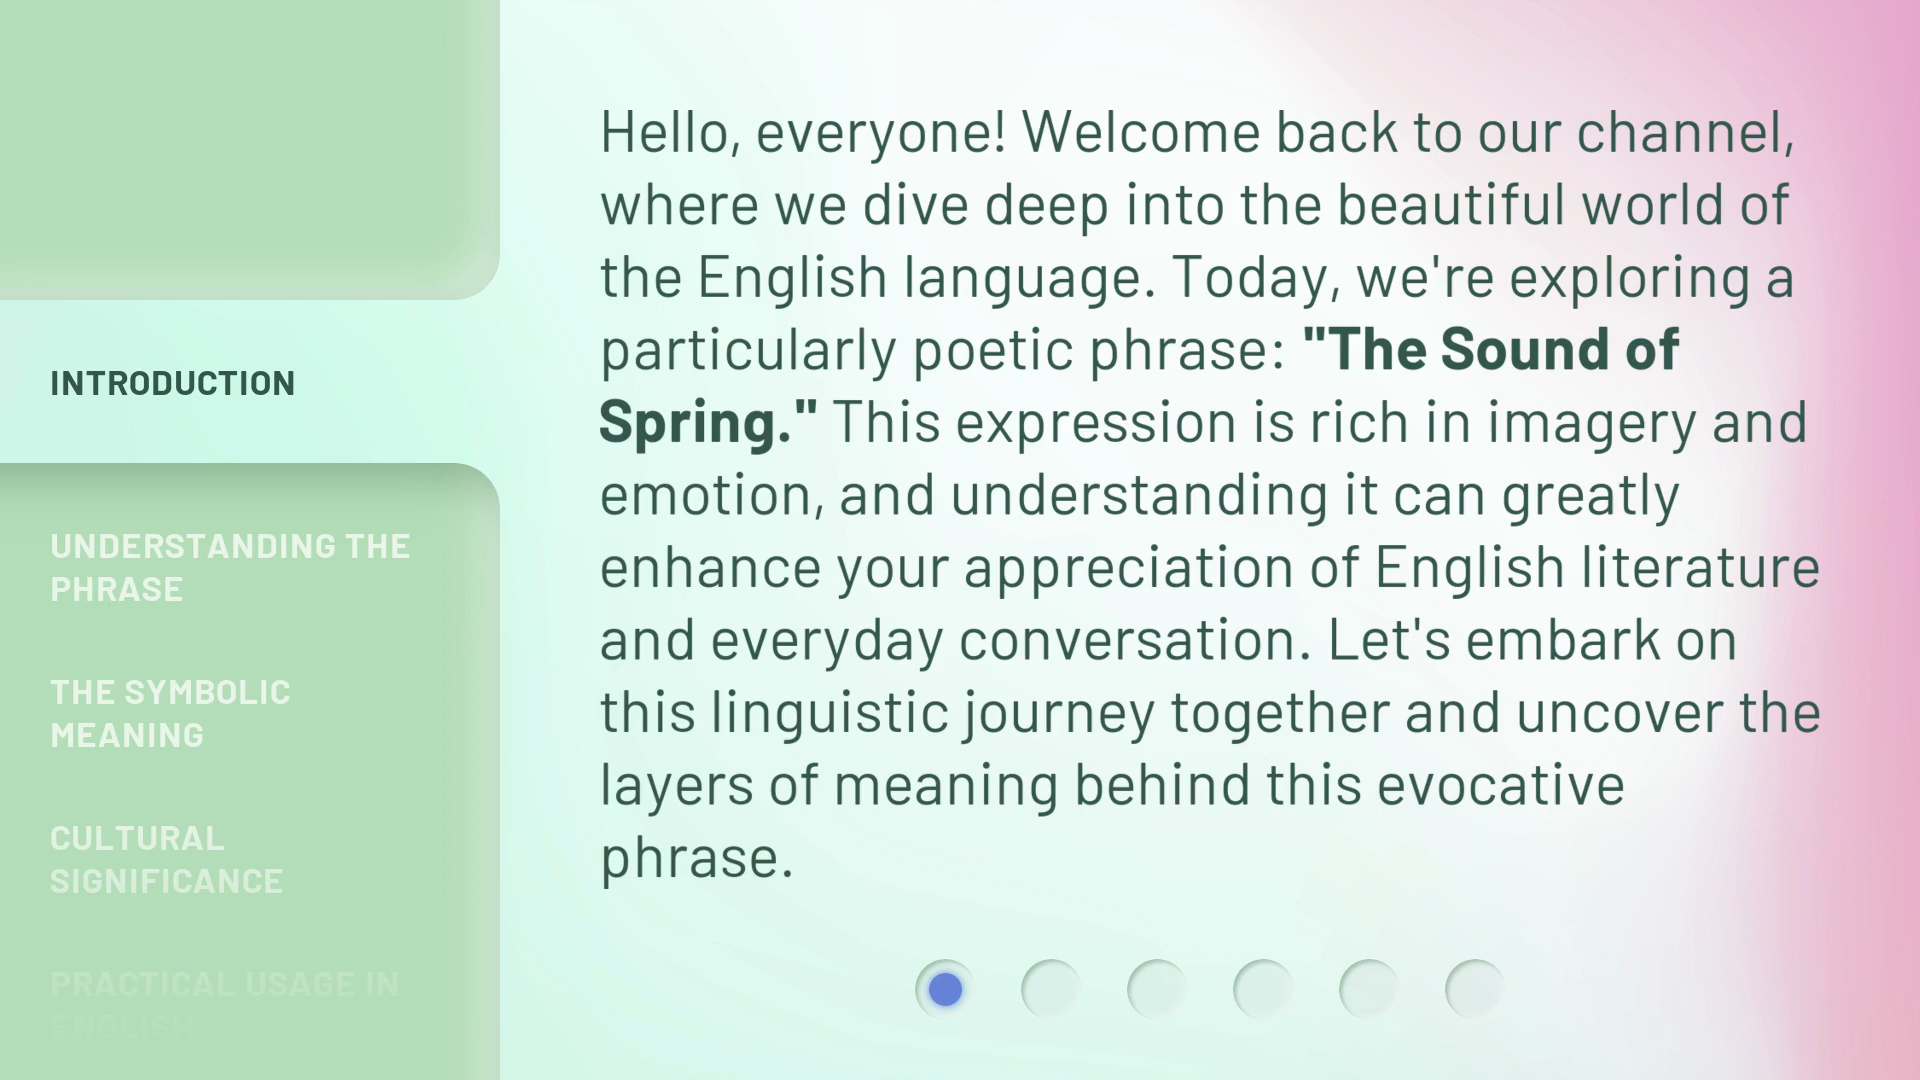 INTRODUCTION
UNDERSTANDING THE
PHRASE
THE SYMBOLIC
MEANING
CULTURAL
SIGNIFICANCE
PRACTICAL USAGE IN
ENGLISH
Hello, everyone! Welcome back to our channel,
where we dive deep into the beautiful world of
the English language. Today, we're exploring a
particularly poetic phrase: "The Sound of
Spring." This expression is rich in imagery and
emotion, and understanding it can greatly
enhance your appreciation of English literature
and everyday conversation. Let's embark on
this linguistic journey together and uncover the
layers of meaning behind this evocative
phrase.